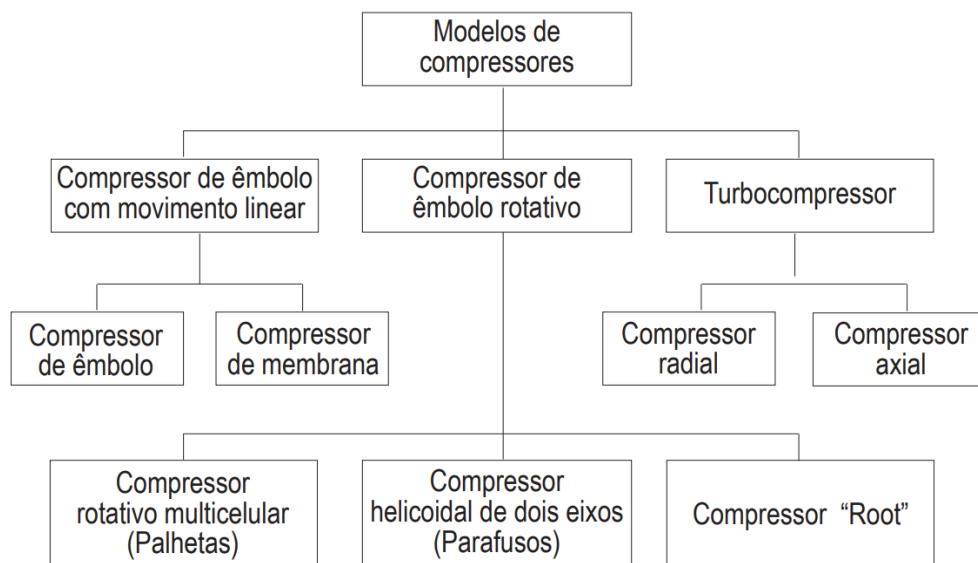 Modelos de
compressores
Compressor de êmbolo
com movimento linear
Compressor de
êmbolo rotativo
Turbocompressor
Compressor
de êmbolo
Compressor
de membrana
Compressor
radial
Compressor
axial
Compressor
rotativo multicelular
(Palhetas)
Compressor
helicoidal de dois eixos
(Parafusos)
Compressor “Root”